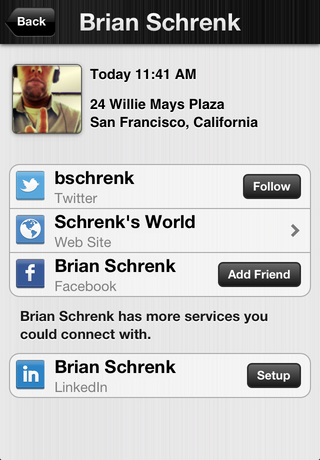 Back
Brian Schrenk
Today 11:41 AM
24 Willie Mays Plaza
San Francisco, California
bschrenk
Twitter
Follow
Schrenk's World
Web Site
f
Brian Schrenk
Facebook
Add Friend
Brian Schrenk has more services you
could connect with.
in
Brian Schrenk
LinkedIn
Setup